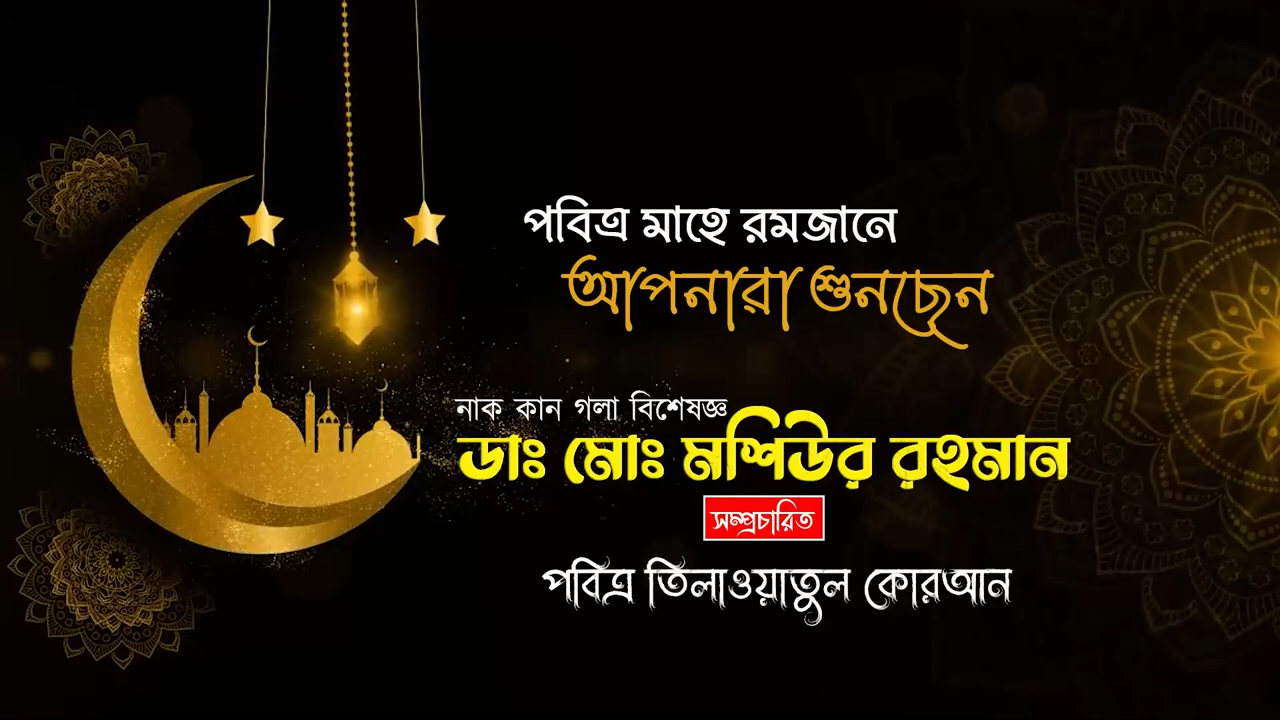 পবিত্র মাহে রমজানে
আপনারা শুনছেন
নাক কান গলা বিশেষজ্ঞ
ডাঃ মোঃ মশিউর রহমান
সম্প্রচারিত
পবিত্র তিলাওয়াতুল কোরআন